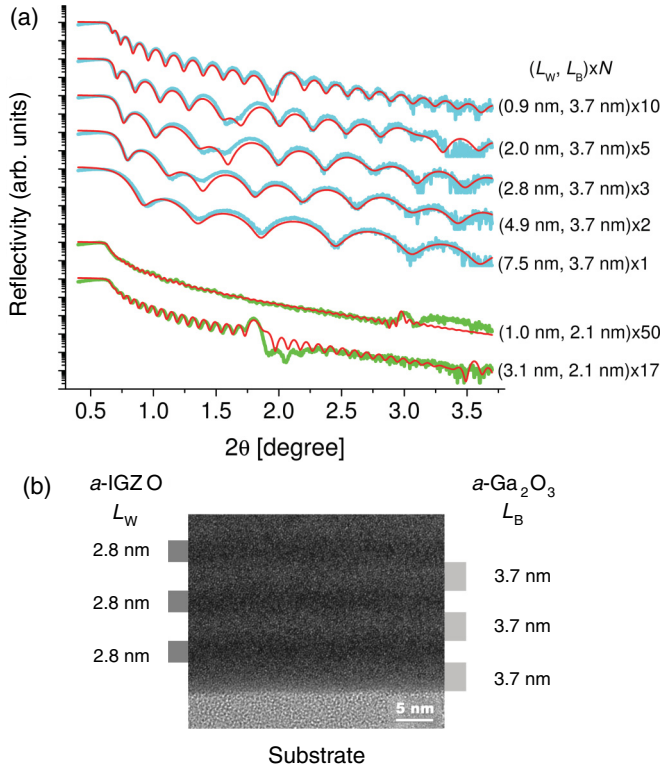 (a)
(L_W, L_B)xN
(0.9 nm, 3.7 nm)x10
(2.0 nm, 3.7 nm)x5
(2.8 nm, 3.7 nm)x3
(4.9 nm, 3.7 nm)x2
(7.5 nm, 3.7 nm)x1
(1.0 nm, 2.1 nm)x50
(3.1 nm, 2.1 nm)x17
Reflectivity (arb. units)
0.5 1.0 1.5 2.0 2.5 3.0 3.5
2θ [degree]
(b)
a-IGZO
L_W
a-Ga₂O₃
L_B
2.8 nm
3.7 nm
2.8 nm
3.7 nm
2.8 nm
3.7 nm
5 nm
Substrate